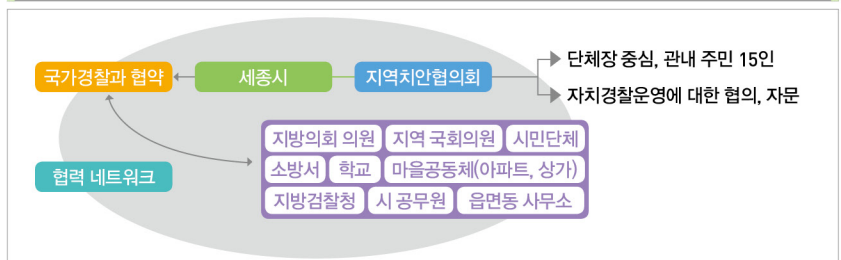 국가경찰과 협약
세종시
지역치안협의회
단체장 중심, 관내 주민 15인
자치경찰운영에 대한 협의, 자문
지방의회 의원
지역 국회의원
시민단체
소방서
학교
마을공동체(아파트, 상가)
협력 네트워크
지방검찰청
시 공무원
읍면동 사무소